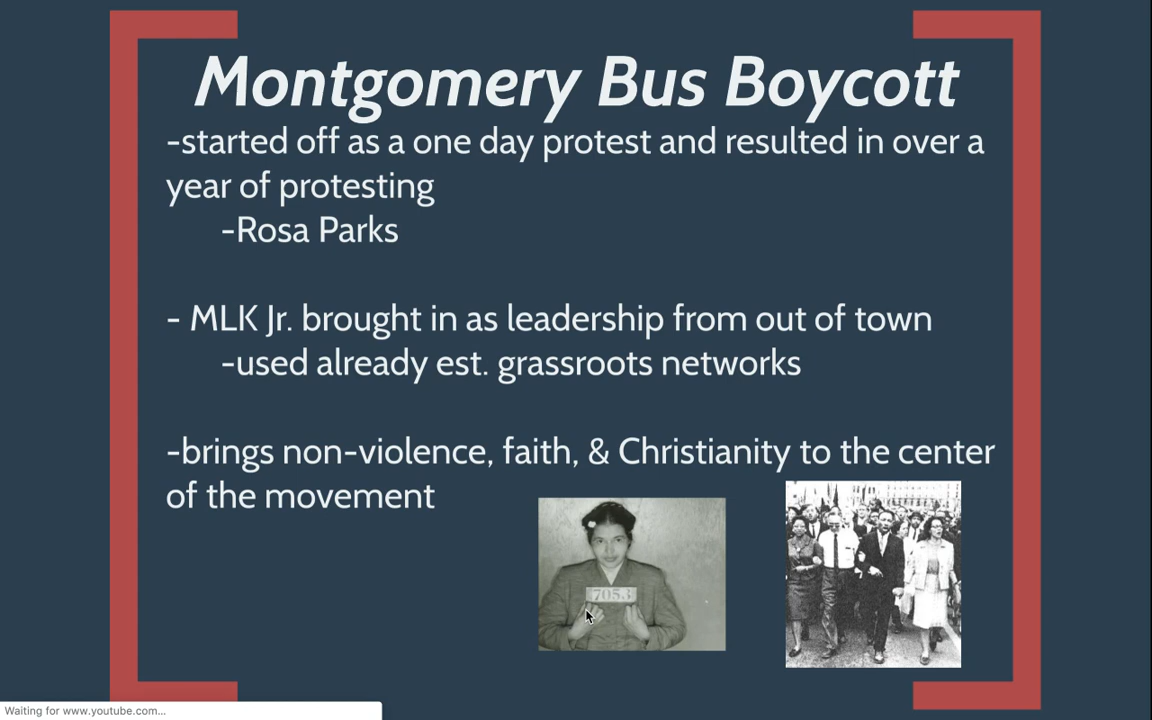 Montgomery Bus Boycott
-started off as a one day protest and resulted in over a
year of protesting
-Rosa Parks
- MLK Jr. brought in as leadership from out of town
-used already est. grassroots networks
-brings non-violence, faith, & Christianity to the center
of the movement
7053
Waiting for www.youtube.com...